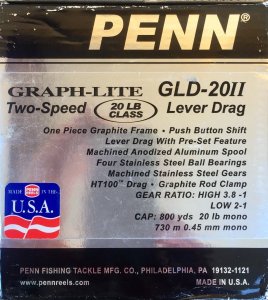 PENN®
GRAPH-LITE GLD-20II
Two-Speed 20 LB CLASS Lever Drag
One Piece Graphite Frame • Push Button Shift
Lever Drag With Pre-Set Feature
Machined Anodized Aluminum Spool
Four Stainless Steel Ball Bearings
Machined Stainless Steel Gears
HT100™ Drag • Graphite Rod Clamp
GEAR RATIO: HIGH 3.8 -1
LOW 2-1
CAP: 800 yds 20 lb mono
730 m 0.45 mm mono
MADE IN THE
U.S.A.
PENN FISHING TACKLE MFG. CO., PHILADELPHIA, PA 19132-1121
www.pennreels.com MADE IN U.S.A.